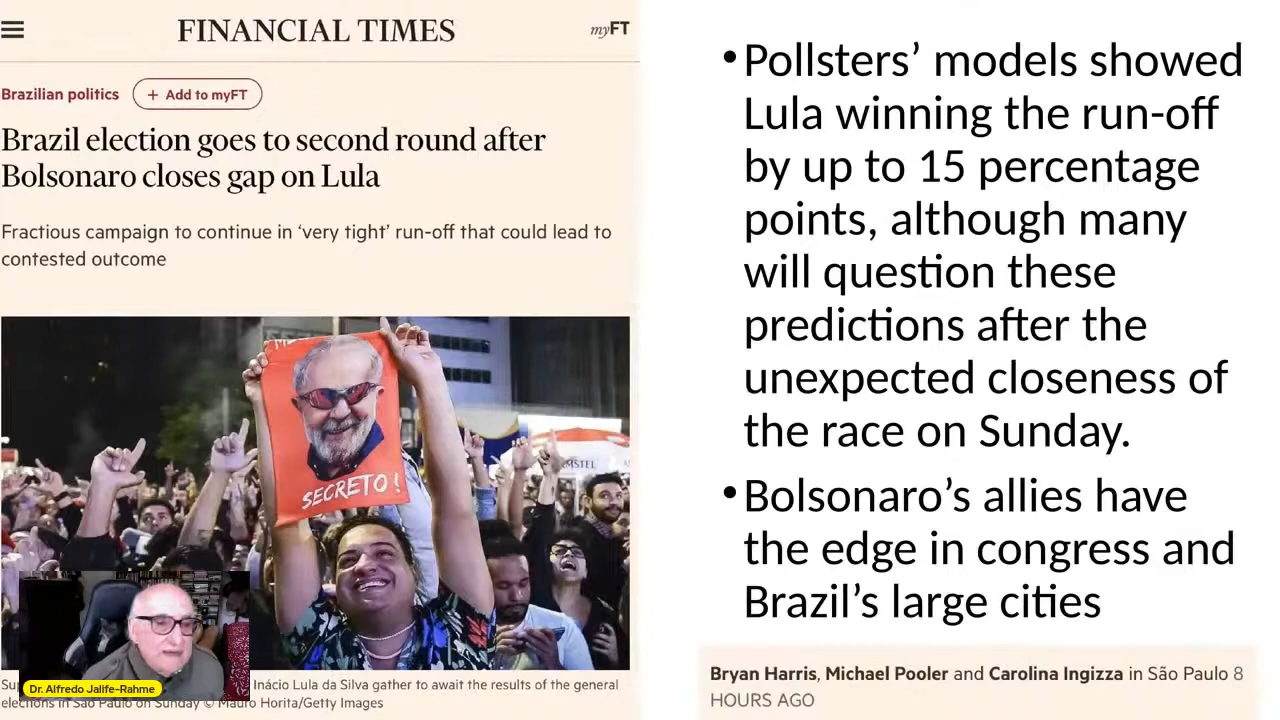 FINANCIAL TIMES
myFT
Brazilian politics
+ Add to myFT
Brazil election goes to second round after
Bolsonaro closes gap on Lula
Fractious campaign to continue in ‘very tight’ run-off that could lead to
contested outcome
SECRETO!
Inácio Lula da Silva gather to await the results of the general
elections in São Paulo on Sunday © Mauro Horita/Getty Images
Dr. Alfredo Jalife-Rahme
•Pollsters’ models showed
Lula winning the run-off
by up to 15 percentage
points, although many
will question these
predictions after the
unexpected closeness of
the race on Sunday.
•Bolsonaro’s allies have
the edge in congress and
Brazil’s large cities
Bryan Harris, Michael Pooler and Carolina Ingizza in São Paulo 8
HOURS AGO